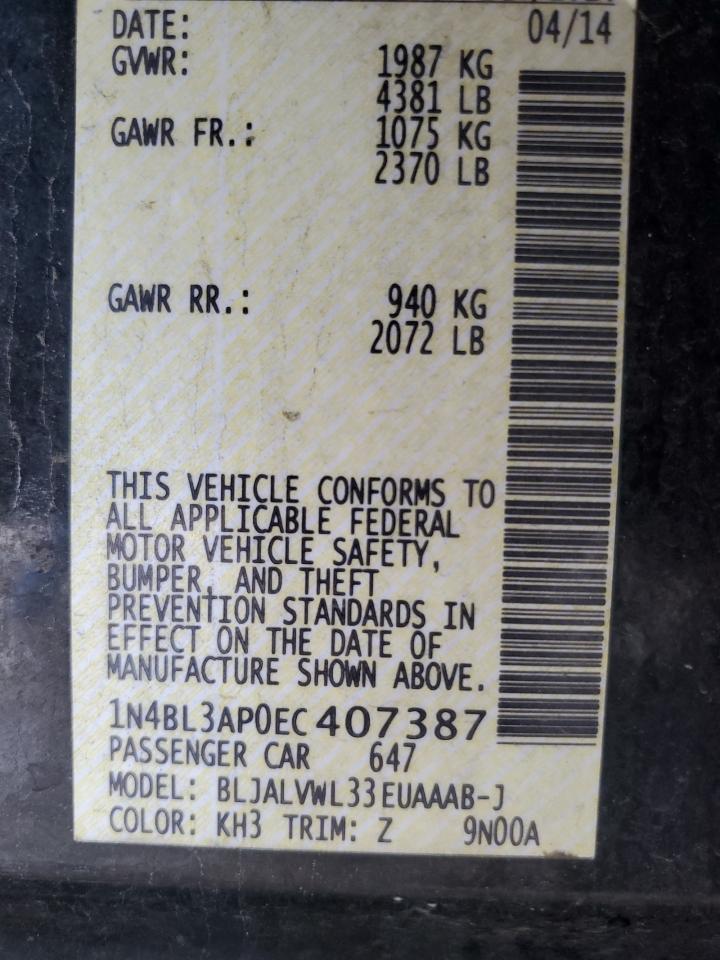 DATE: 04/14
GVWR: 1987 KG
4381 LB
GAWR FR.: 1075 KG
2370 LB
GAWR RR.: 940 KG
2072 LB
THIS VEHICLE CONFORMS TO
ALL APPLICABLE FEDERAL
MOTOR VEHICLE SAFETY,
BUMPER, AND THEFT
PREVENTION STANDARDS IN
EFFECT ON THE DATE OF
MANUFACTURE SHOWN ABOVE.
1N4BL3AP0EC407387
PASSENGER CAR 647
MODEL: BLJALVWL33EUAAAB-J
COLOR: KH3 TRIM: Z 9N00A